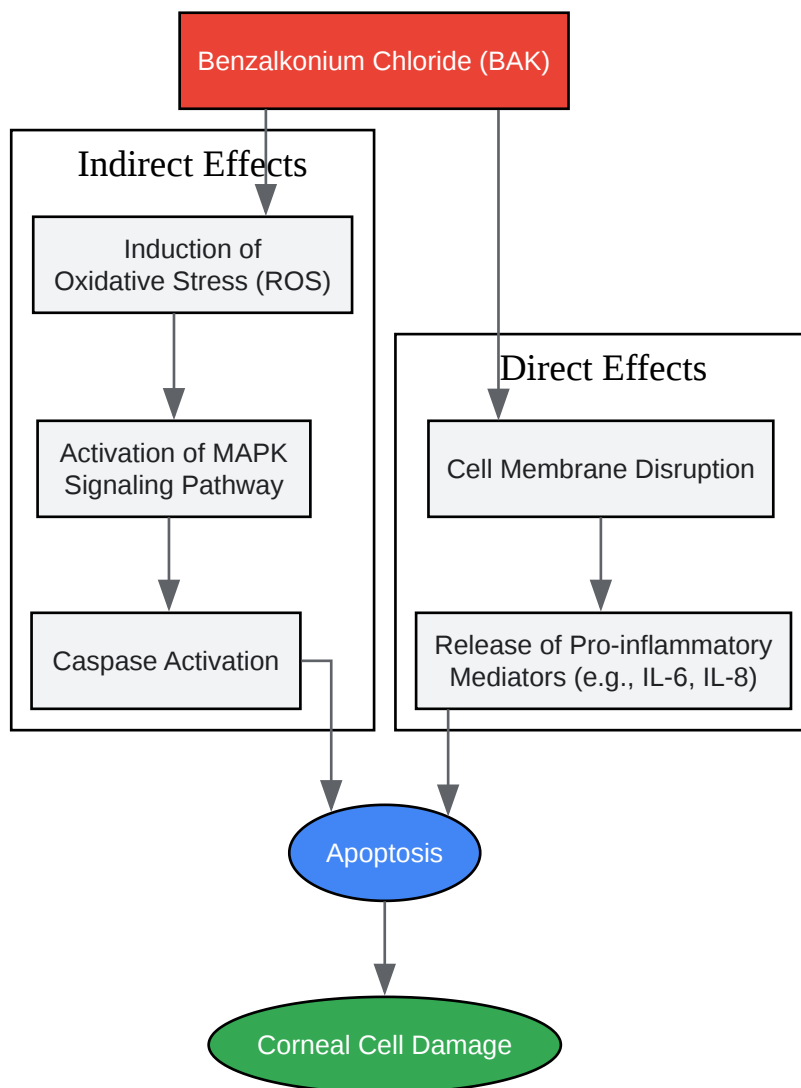 Benzalkonium Chloride (BAK)
Indirect Effects
Induction of
Oxidative Stress (ROS)
Activation of MAPK
Signaling Pathway
Caspase Activation
Direct Effects
Cell Membrane Disruption
Release of Pro-inflammatory
Mediators (e.g., IL-6, IL-8)
Apoptosis
Corneal Cell Damage